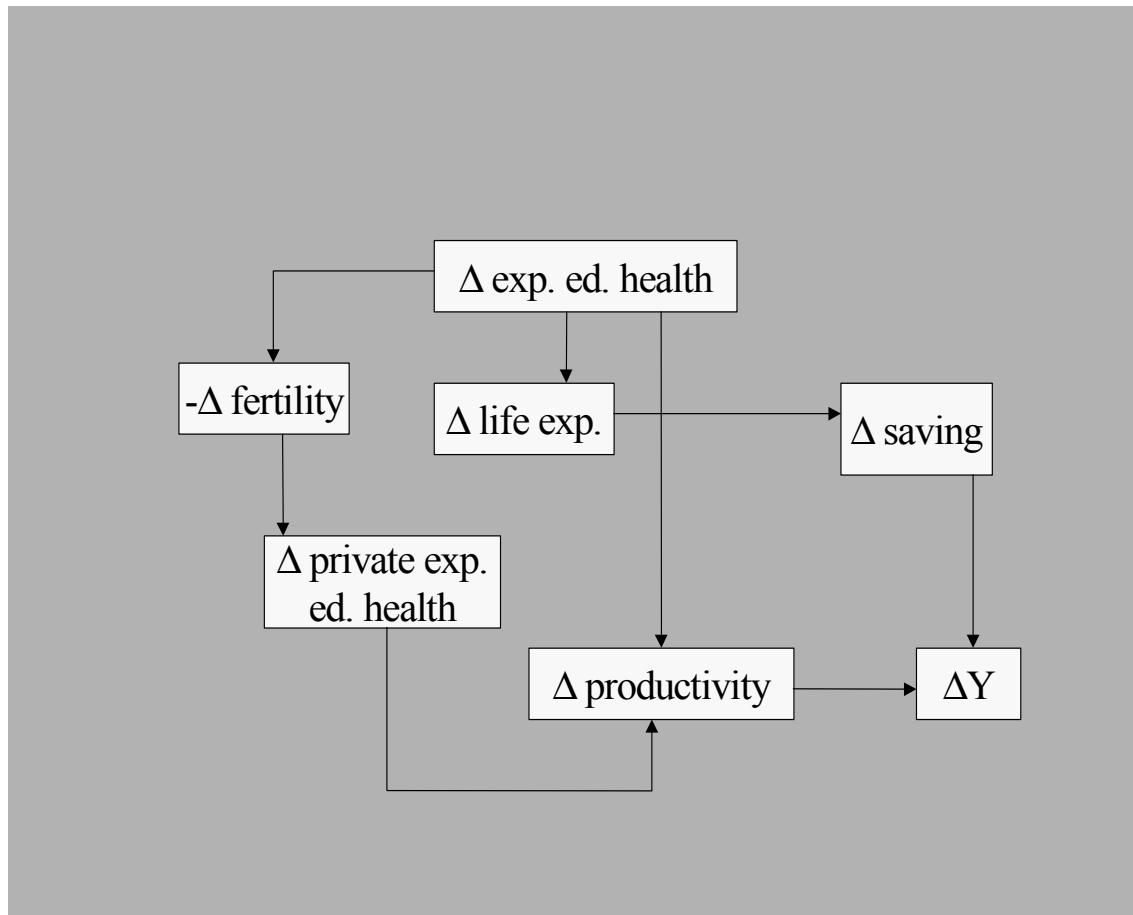 Δ exp. ed. health
-Δ fertility
Δ life exp.
Δ saving
Δ private exp.
ed. health
Δ productivity
ΔY